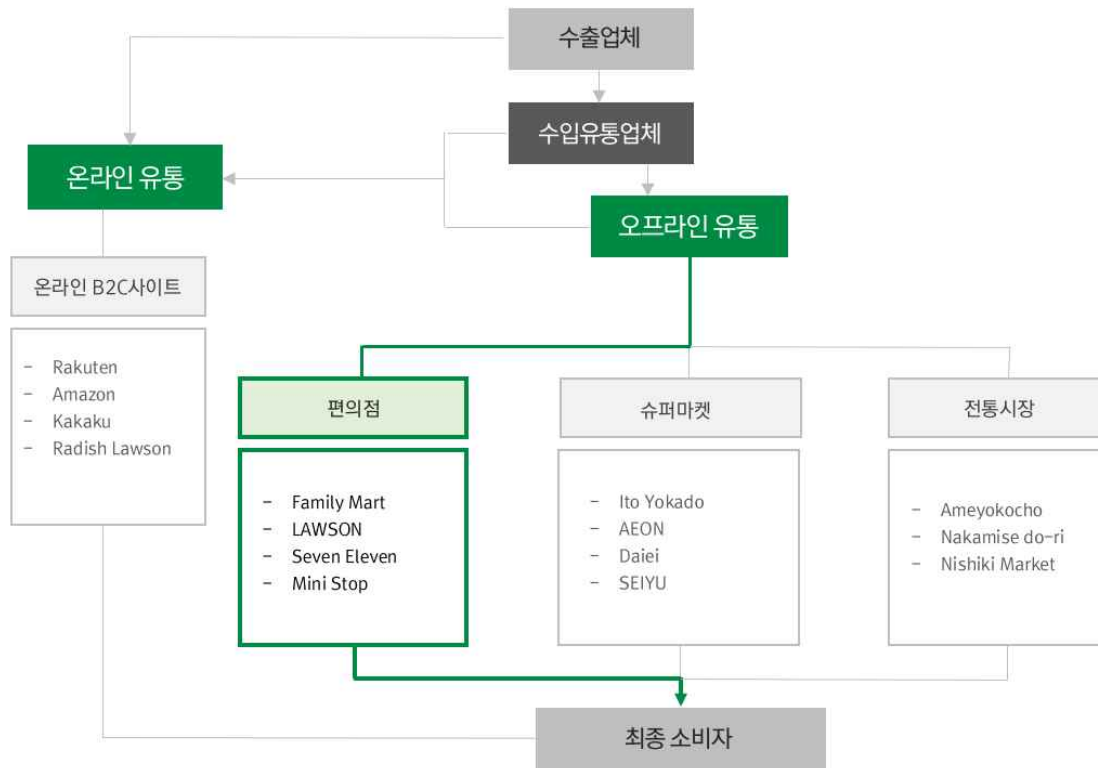 수출업체
수입유통업체
온라인 유통
오프라인 유통
온라인 B2C사이트
- Rakuten
- Amazon
- Kakaku
- Radish Lawson
편의점
- Family Mart
- LAWSON
- Seven Eleven
- Mini Stop
슈퍼마켓
- Ito Yokado
- AEON
- Daiei
- SEIYU
전통시장
- Ameyokocho
- Nakamise do-ri
- Nishiki Market
최종 소비자